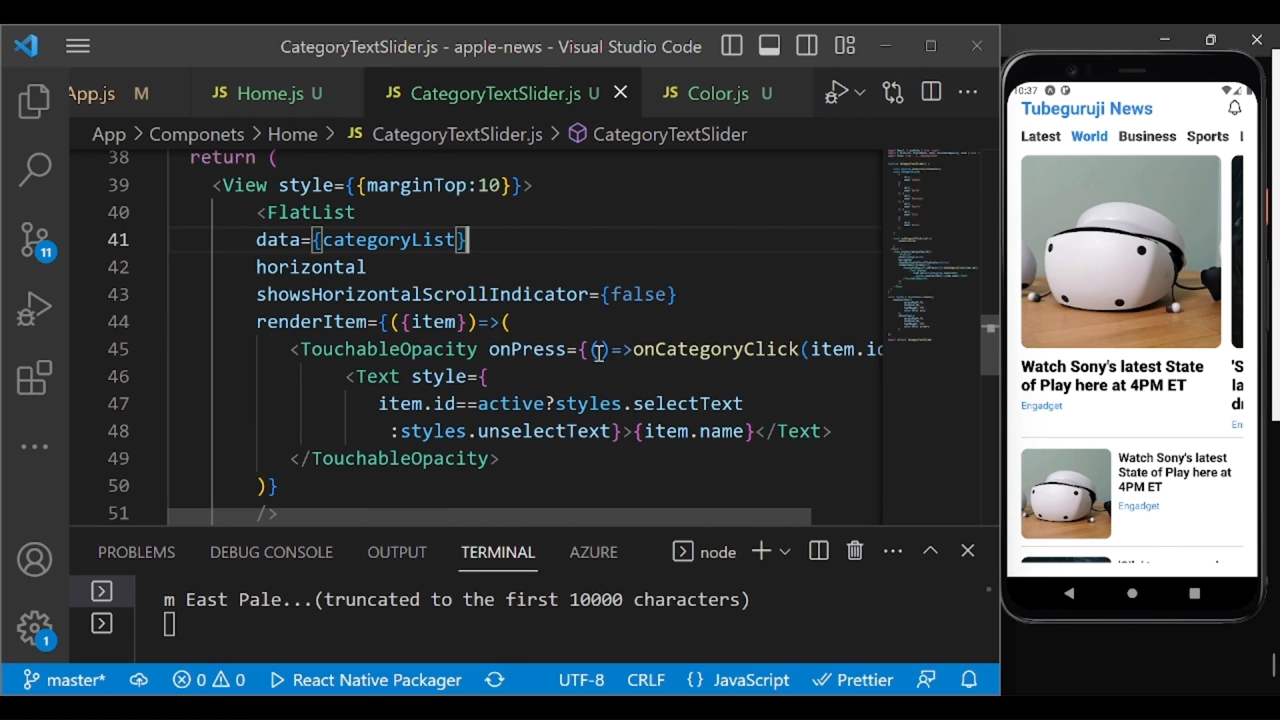 CategoryTextSlider.js - apple-news - Visual Studio Code
App.js M
JS Home.js U
JS CategoryTextSlider.js U
JS Color.js U
App > Componets > Home > JS CategoryTextSlider.js > CategoryTextSlider
38 return (
39 <View style={{marginTop:10}}>
40 <FlatList
41 data={categoryList}
42 horizontal
43 showsHorizontalScrollIndicator={false}
44 renderItem={({item})=>(
45 <TouchableOpacity onPress={()=>onCategoryClick(item.id
46 <Text style={
47 item.id==active?styles.selectText
48 :styles.unselectText}>{item.name}</Text>
49 </TouchableOpacity>
50 )}
51 />
PROBLEMS DEBUG CONSOLE OUTPUT TERMINAL AZURE
node
m East Pale...(truncated to the first 10000 characters)
11
1
master* 0 0 React Native Packager UTF-8 CRLF {} JavaScript Prettier
10:37
Tubeguruji News
Latest World Business Sports
Watch Sony's latest State
of Play here at 4PM ET
Engadget
'S
la
di
En
Watch Sony's latest
State of Play here at
4PM ET
Engadget